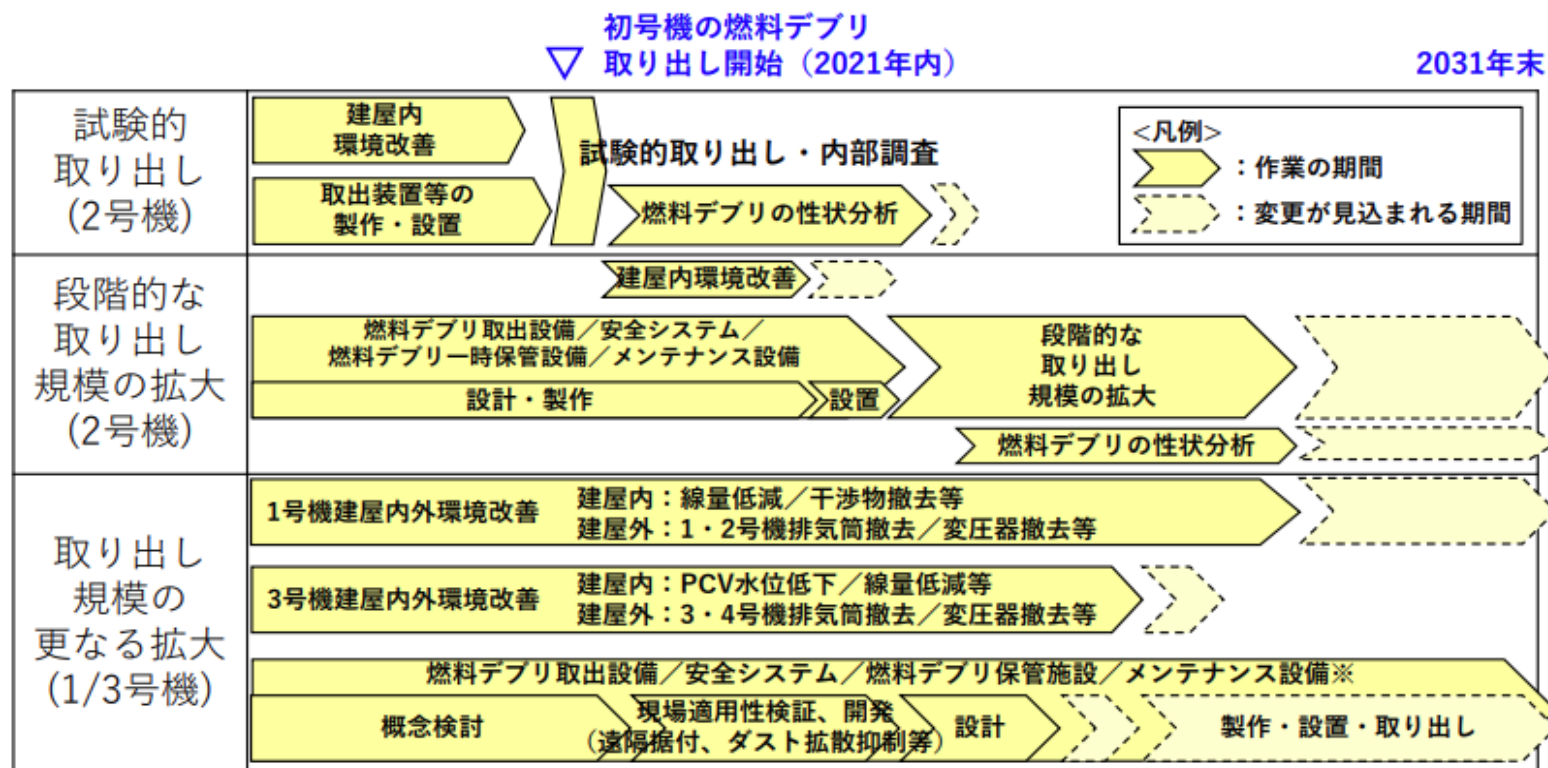 初号機の燃料デブリ
取り出し開始（2021年内）
2031年末
試験的
取り出し
(2号機)
建屋内
環境改善
取出装置等の
製作・設置
試験的取り出し・内部調査
燃料デブリの性状分析
<凡例>
：作業の期間
：変更が見込まれる期間
段階的な
取り出し
規模の拡大
(2号機)
建屋内環境改善
燃料デブリ取出設備／安全システム／
燃料デブリ一時保管設備／メンテナンス設備
設計・製作
設置
段階的な
取り出し
規模の拡大
燃料デブリの性状分析
取り出し
規模の
更なる拡大
(1/3号機)
1号機建屋内外環境改善
建屋内：線量低減／干渉物撤去等
建屋外：1・2号機排気筒撤去／変圧器撤去等
3号機建屋内外環境改善
建屋内：PCV水位低下／線量低減等
建屋外：3・4号機排気筒撤去／変圧器撤去等
燃料デブリ取出設備／安全システム／燃料デブリ保管施設／メンテナンス設備※
概念検討
現場適用性検証、開発
（遠隔据付、ダスト拡散抑制等）
設計
製作・設置・取り出し